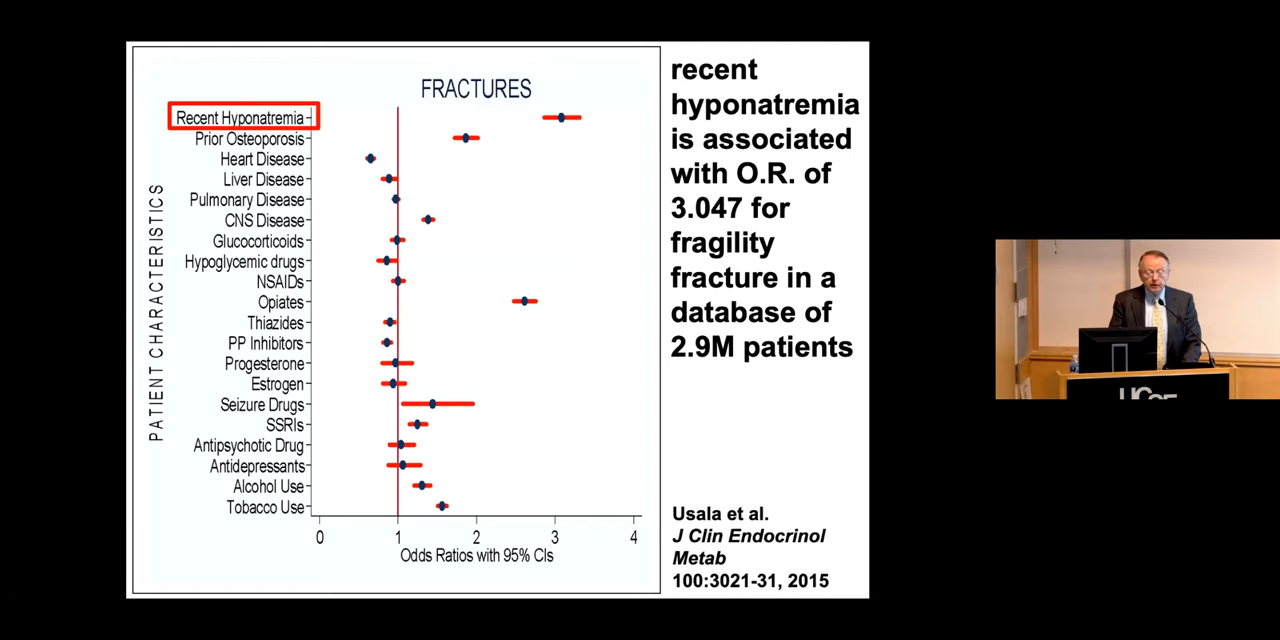 FRACTURES
PATIENT CHARACTERISTICS
Recent Hyponatremia
Prior Osteoporosis
Heart Disease
Liver Disease
Pulmonary Disease
CNS Disease
Glucocorticoids
Hypoglycemic drugs
NSAIDs
Opiates
Thiazides
PP Inhibitors
Progesterone
Estrogen
Seizure Drugs
SSRIs
Antipsychotic Drug
Antidepressants
Alcohol Use
Tobacco Use
0 1 2 3 4
Odds Ratios with 95% CIs
recent
hyponatremia
is associated
with O.R. of
3.047 for
fragility
fracture in a
database of
2.9M patients
Usala et al.
J Clin Endocrinol
Metab
100:3021-31, 2015